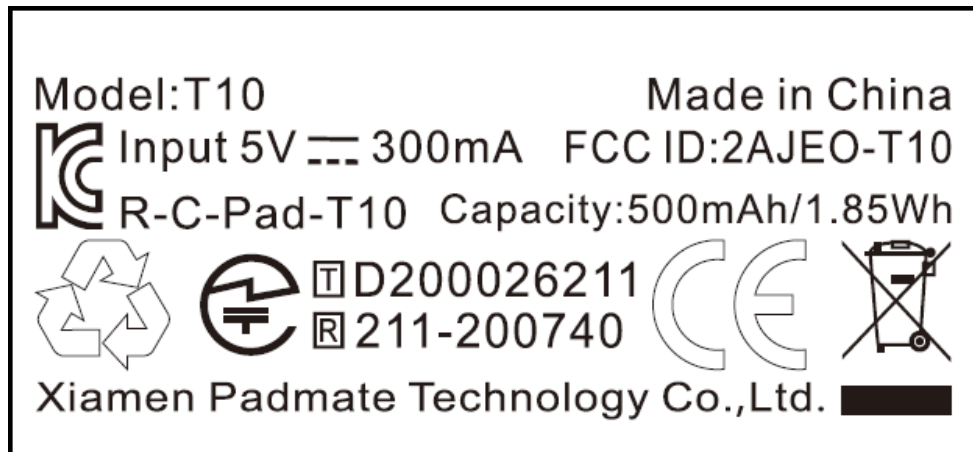 Model:T10 Made in China
Input 5V ⎓ 300mA FCC ID:2AJEO-T10
R-C-Pad-T10 Capacity:500mAh/1.85Wh
T D200026211
R 211-200740
Xiamen Padmate Technology Co.,Ltd.